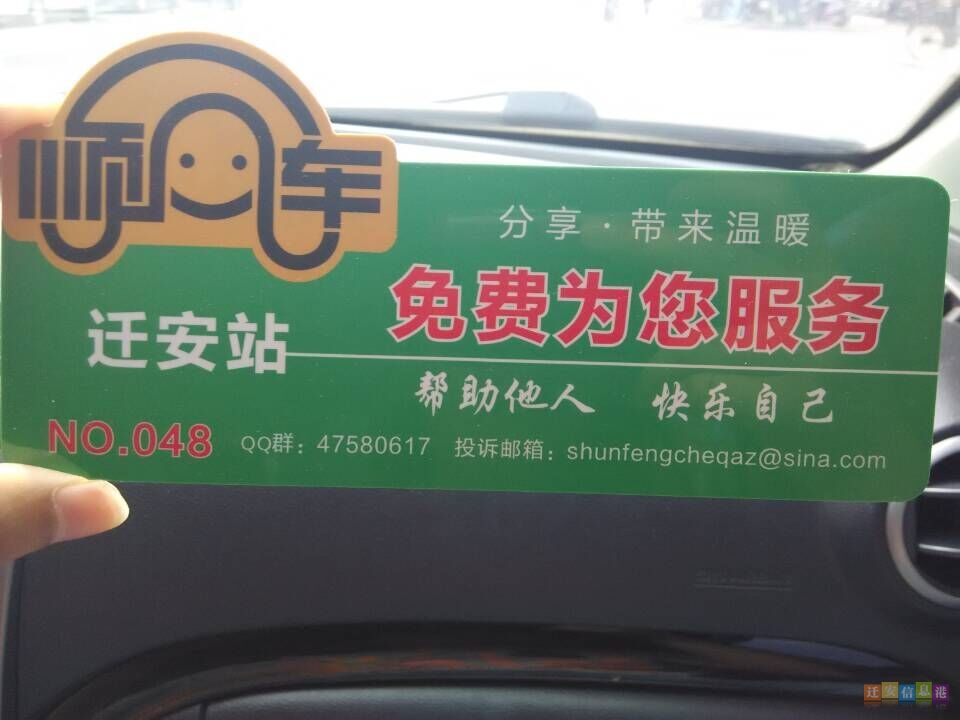 顺风车
分享·带来温暖
免费为您服务
迁安站
帮助他人 快乐自己
NO.048 QQ群：47580617 投诉邮箱：shunfengcheqaz@sina.com
迁安信息港